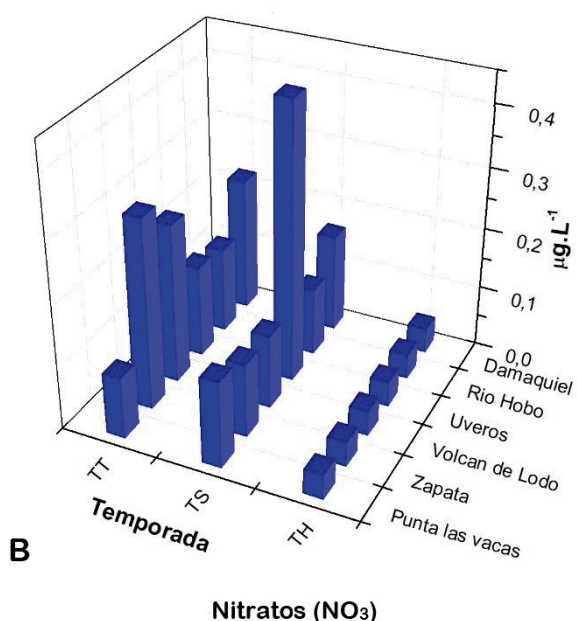 0,4
0,3
0,2
0,1
0,0
µg.L-1
Damaquiel
Rio Hobo
Uveros
Volcan de Lodo
Zapata
Punta las vacas
TT
TS
TH
Temporada
B
Nitratos (NO₃)